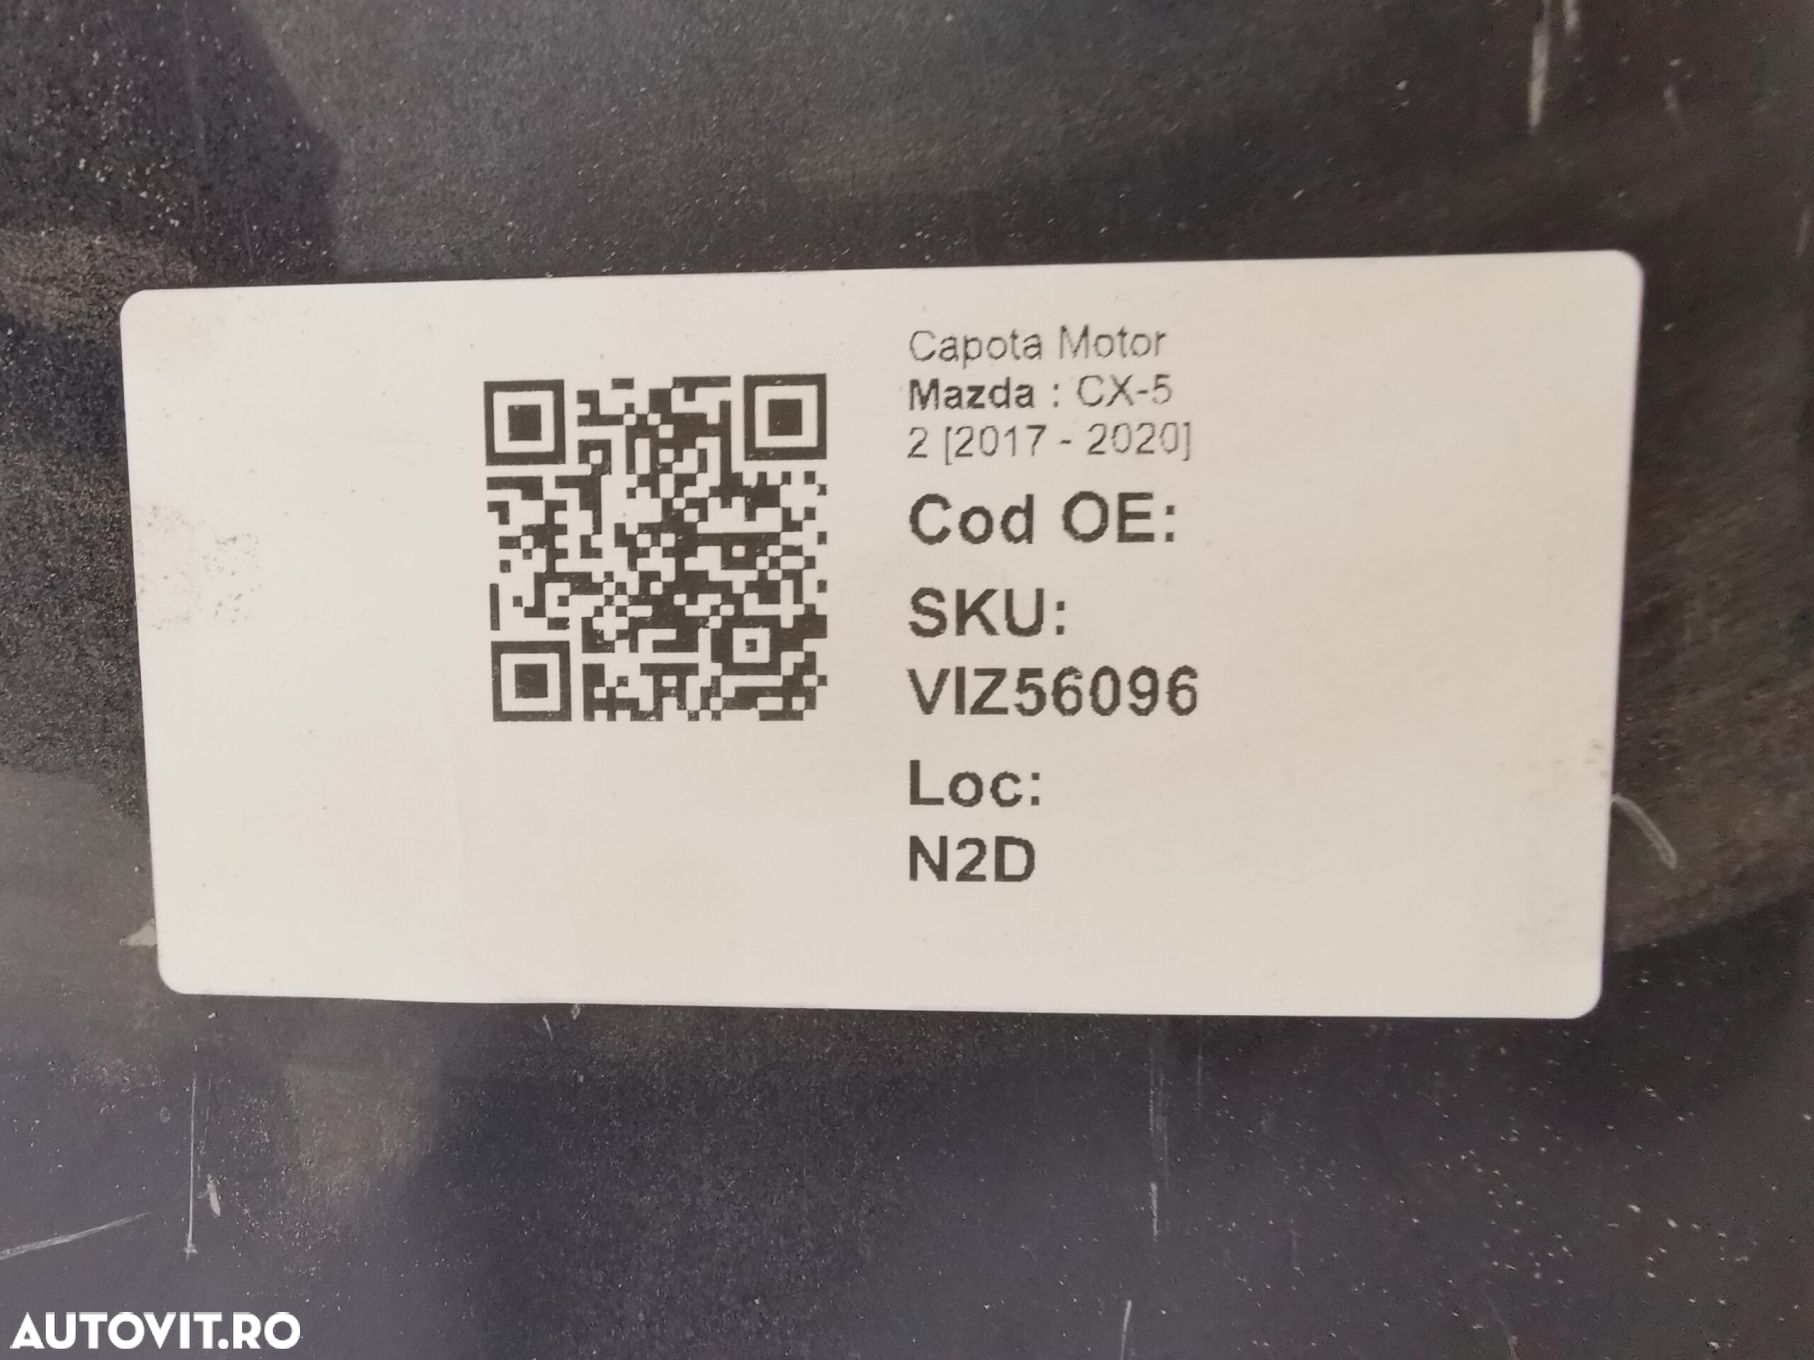 Capota Motor
Mazda : CX-5
2 [2017 - 2020]
Cod OE:
SKU:
VIZ56096
Loc:
N2D
AUTOVIT.RO